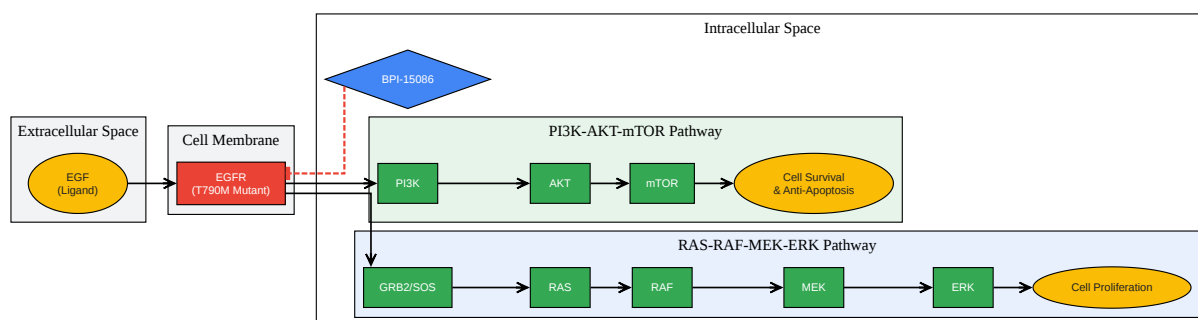 Intracellular Space
BPI-15086
Extracellular Space
EGF
(Ligand)
Cell Membrane
EGFR
(T790M Mutant)
PI3K-AKT-mTOR Pathway
PI3K
AKT
mTOR
Cell Survival
& Anti-Apoptosis
RAS-RAF-MEK-ERK Pathway
GRB2/SOS
RAS
RAF
MEK
ERK
Cell Proliferation